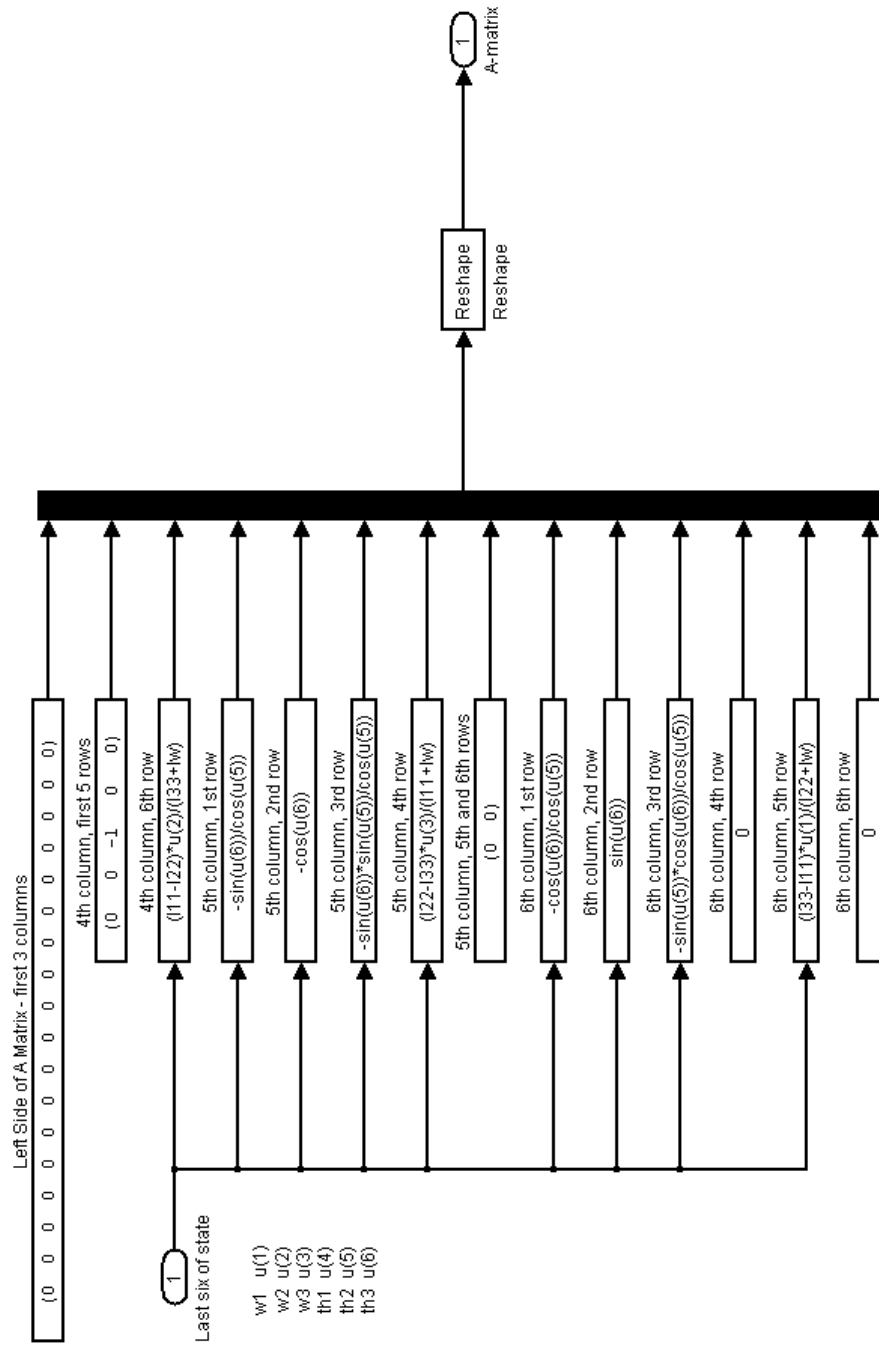 Left Side of A Matrix - first 3 columns
(0 0 0 0 0 0 0 0 0 0 0 0 0 0 0 0 0 0)
4th column, first 5 rows
(0 0 -1 0 0)
1
Last six of state
w1 u(1)
w2 u(2)
w3 u(3)
th1 u(4)
th2 u(5)
th3 u(6)
4th column, 6th row
(I11-I22)*u(2)/(I33+Iw)
5th column, 1st row
-sin(u(6))/cos(u(5))
5th column, 2nd row
-cos(u(6))
5th column, 3rd row
-sin(u(6))*sin(u(5))/cos(u(5))
5th column, 4th row
(I22-I33)*u(3)/(I11+Iw)
5th column, 5th and 6th rows
(0 0)
6th column, 1st row
-cos(u(6))/cos(u(5))
6th column, 2nd row
sin(u(6))
6th column, 3rd row
-sin(u(5))*cos(u(6))/cos(u(5))
6th column, 4th row
0
6th column, 5th row
(I33-I11)*u(1)/(I22+Iw)
6th column, 6th row
0
Reshape
Reshape
1
A-matrix